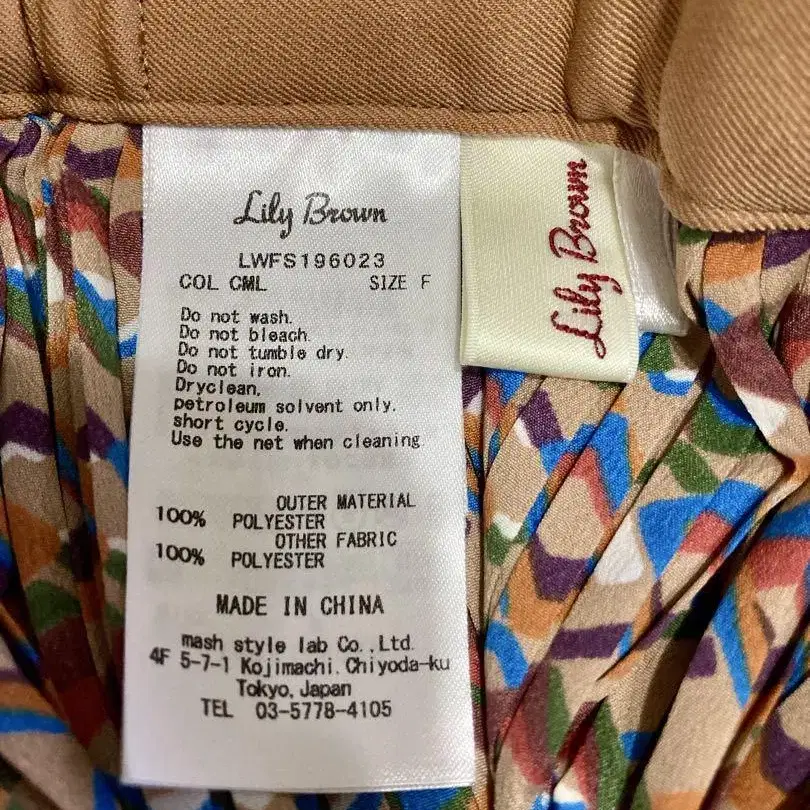 Lily Brown
LWFS196023
COL CML SIZE F
Do not wash.
Do not bleach.
Do not tumble dry.
Do not iron.
Dryclean,
petroleum solvent only.
short cycle.
Use the net when cleaning
OUTER MATERIAL
100% POLYESTER
OTHER FABRIC
100% POLYESTER
MADE IN CHINA
mash style lab Co.,Ltd.
4F 5-7-1 Kojimachi, Chiyoda-ku
Tokyo, Japan
TEL 03-5778-4105
Lily Brown